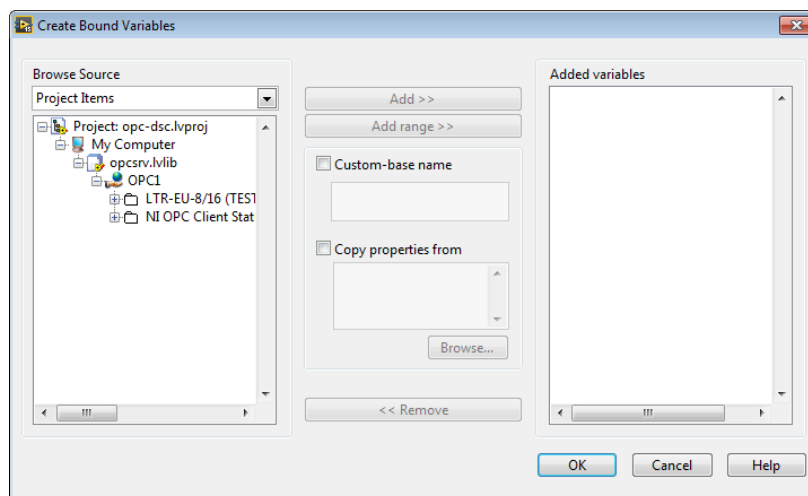 Create Bound Variables
Browse Source
Project Items
Project: opc-dsc.lvproj
My Computer
opcsrv.lvlib
OPC1
LTR-EU-8/16 (TEST
NI OPC Client Stat
Add >>
Add range >>
Custom-base name
Copy properties from
Browse...
<< Remove
Added variables
OK
Cancel
Help